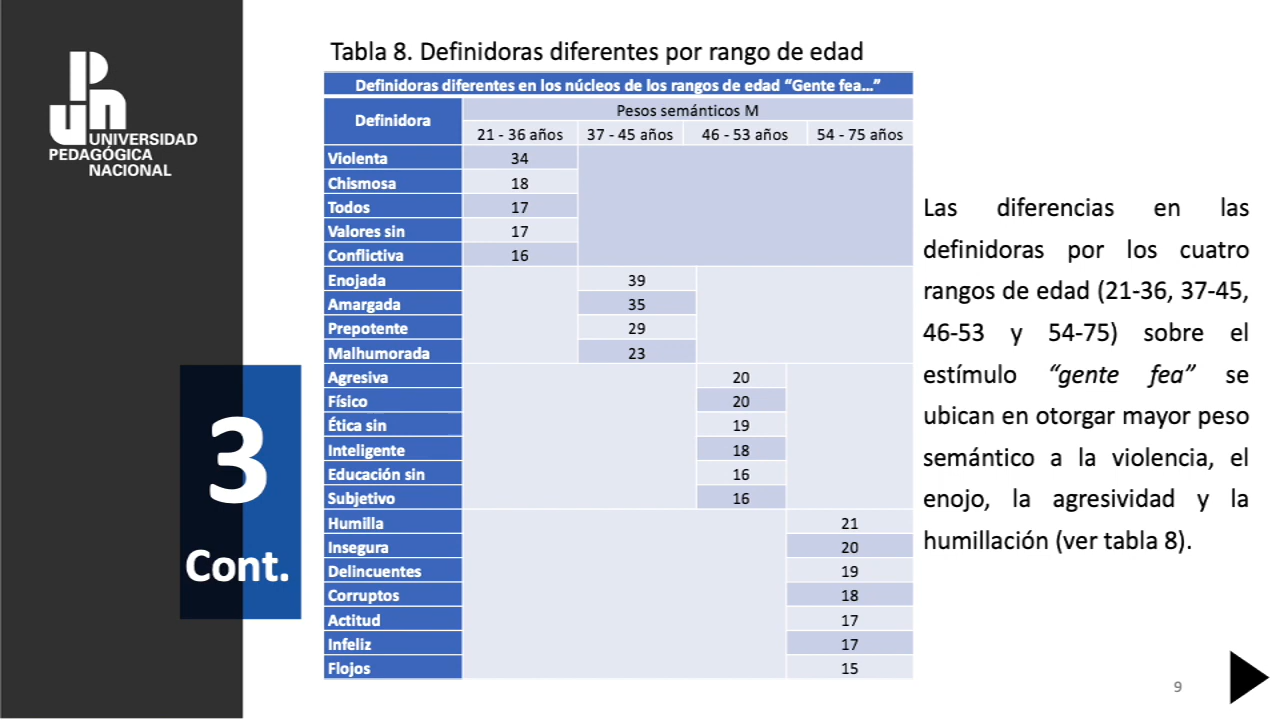 UNIVERSIDAD
PEDAGÓGICA
NACIONAL
3
Cont.
Tabla 8. Definidoras diferentes por rango de edad
Definidoras diferentes en los núcleos de los rangos de edad “Gente fea...”
Definidora
Pesos semánticos M
21 - 36 años 37 - 45 años 46 - 53 años 54 - 75 años
Violenta 34
Chismosa 18
Todos 17
Valores sin 17
Conflictiva 16
Enojada 39
Amargada 35
Prepotente 29
Malhumorada 23
Agresiva 20
Físico 20
Ética sin 19
Inteligente 18
Educación sin 16
Subjetivo 16
Humilla 21
Insegura 20
Delincuentes 19
Corruptos 18
Actitud 17
Infeliz 17
Flojos 15
Las diferencias en las
definidoras por los cuatro
rangos de edad (21-36, 37-45,
46-53 y 54-75) sobre el
estímulo “gente fea” se
ubican en otorgar mayor peso
semántico a la violencia, el
enojo, la agresividad y la
humillación (ver tabla 8).
9